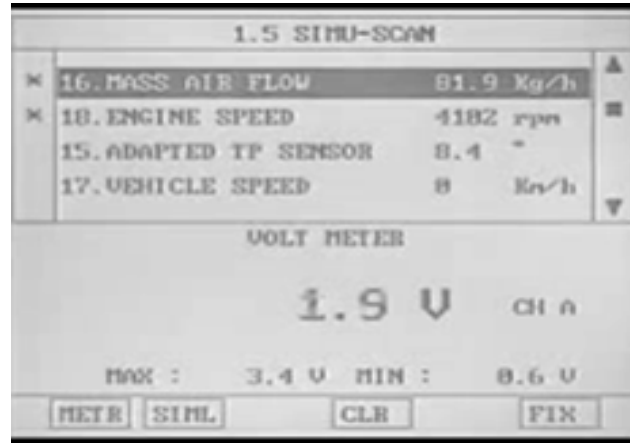 1.5 SIMU-SCAN
× 16.MASS AIR FLOW 81.9 Kg/h
× 18.ENGINE SPEED 4102 rpm
15.ADAPTED TP SENSOR 8.4 °
17.VEHICLE SPEED 0 Km/h
VOLT METER
1.9 V CH A
MAX : 3.4 V MIN : 0.6 V
METR SIML CLR FIX